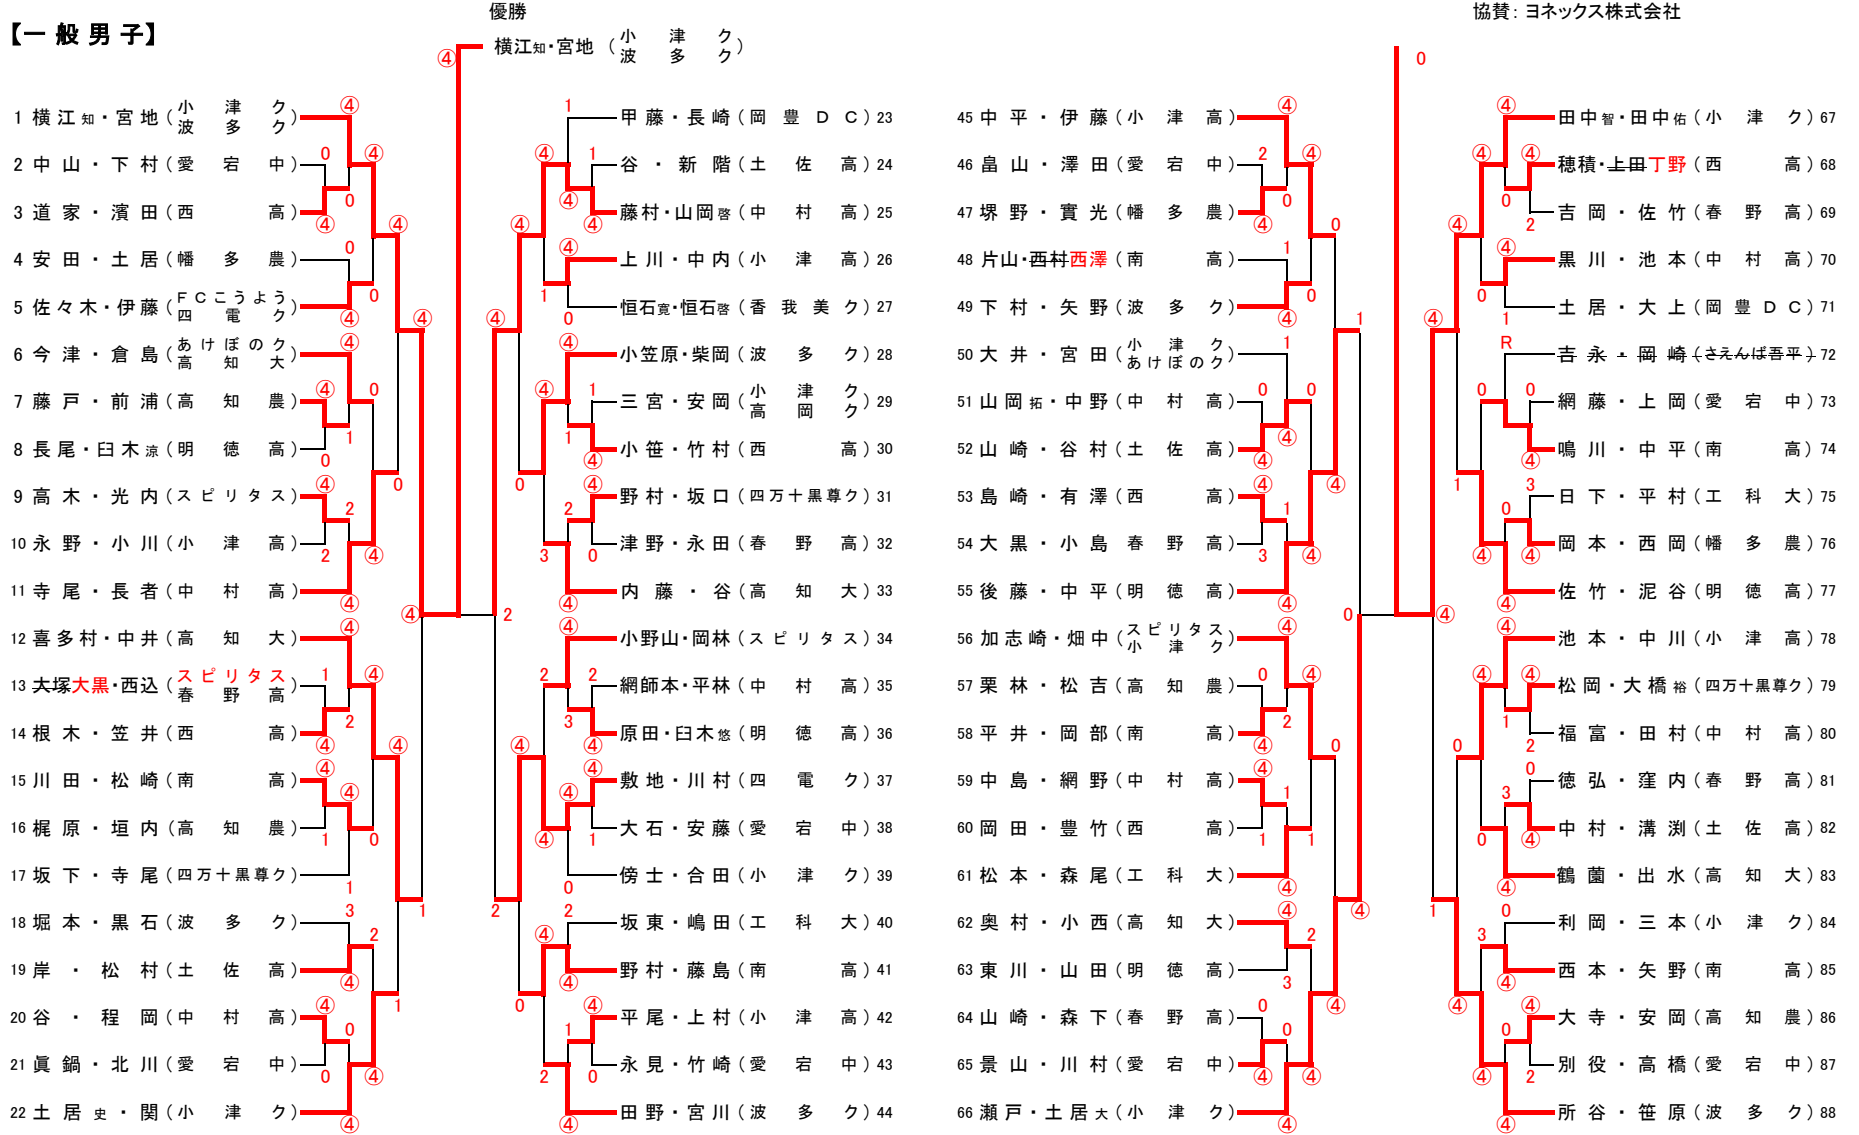 優勝
協賛：ヨネックス株式会社
【一般男子】
横江知・宮地（小津ク 波多ク）
④
0
1 横江知・宮地（小津ク 波多ク）
2 中山・下村（愛宕中）
3 道家・濱田（西高）
4 安田・土居（幡多農）
5 佐々木・伊藤（ＦＣこうよう 四電ク）
6 今津・倉島（あけぼのク 高知大）
7 藤戸・前浦（高知農）
8 長尾・臼木涼（明徳高）
9 高木・光内（スピリタス）
10 永野・小川（小津高）
11 寺尾・長者（中村高）
12 喜多村・中井（高知大）
13 大塚大黒・西込（スピリタス 春野高）
14 根木・笠井（西高）
15 川田・松崎（南高）
16 梶原・垣内（高知農）
17 坂下・寺尾（四万十黒尊ク）
18 堀本・黒石（波多ク）
19 岸・松村（土佐高）
20 谷・程岡（中村高）
21 眞鍋・北川（愛宕中）
22 土居史・関（小津ク）
甲藤・長崎（岡豊ＤＣ）23
谷・新階（土佐高）24
藤村・山岡啓（中村高）25
上川・中内（小津高）26
恒石寛・恒石啓（香我美ク）27
小笠原・柴岡（波多ク）28
三宮・安岡（小津ク 高岡ク）29
小笹・竹村（西高）30
野村・坂口（四万十黒尊ク）31
津野・永田（春野高）32
内藤・谷（高知大）33
小野山・岡林（スピリタス）34
網師本・平林（中村高）35
原田・臼木悠（明徳高）36
敷地・川村（四電ク）37
大石・安藤（愛宕中）38
傍士・合田（小津ク）39
坂東・嶋田（工科大）40
野村・藤島（南高）41
平尾・上村（小津高）42
永見・竹崎（愛宕中）43
田野・宮川（波多ク）44
45 中平・伊藤（小津高）
46 畠山・澤田（愛宕中）
47 堺野・實光（幡多農）
48 片山・西村西澤（南高）
49 下村・矢野（波多ク）
50 大井・宮田（小津ク あけぼのク）
51 山岡拓・中野（中村高）
52 山崎・谷村（土佐高）
53 島崎・有澤（西高）
54 大黒・小島 春野高）
55 後藤・中平（明徳高）
56 加志崎・畑中（スピリタス 小津ク）
57 栗林・松吉（高知農）
58 平井・岡部（南高）
59 中島・網野（中村高）
60 岡田・豊竹（西高）
61 松本・森尾（工科大）
62 奥村・小西（高知大）
63 東川・山田（明徳高）
64 山崎・森下（春野高）
65 景山・川村（愛宕中）
66 瀬戸・土居大（小津ク）
田中智・田中佑（小津ク）67
穂積・上田丁野（西高）68
吉岡・佐竹（春野高）69
黒川・池本（中村高）70
土居・大上（岡豊ＤＣ）71
R
吉永・岡崎（さえんば吾平）72
網藤・上岡（愛宕中）73
鳴川・中平（南高）74
日下・平村（工科大）75
岡本・西岡（幡多農）76
佐竹・泥谷（明徳高）77
池本・中川（小津高）78
松岡・大橋裕（四万十黒尊ク）79
福富・田村（中村高）80
徳弘・窪内（春野高）81
中村・溝渕（土佐高）82
鶴薗・出水（高知大）83
利岡・三本（小津ク）84
西本・矢野（南高）85
大寺・安岡（高知農）86
別役・高橋（愛宕中）87
所谷・笹原（波多ク）88